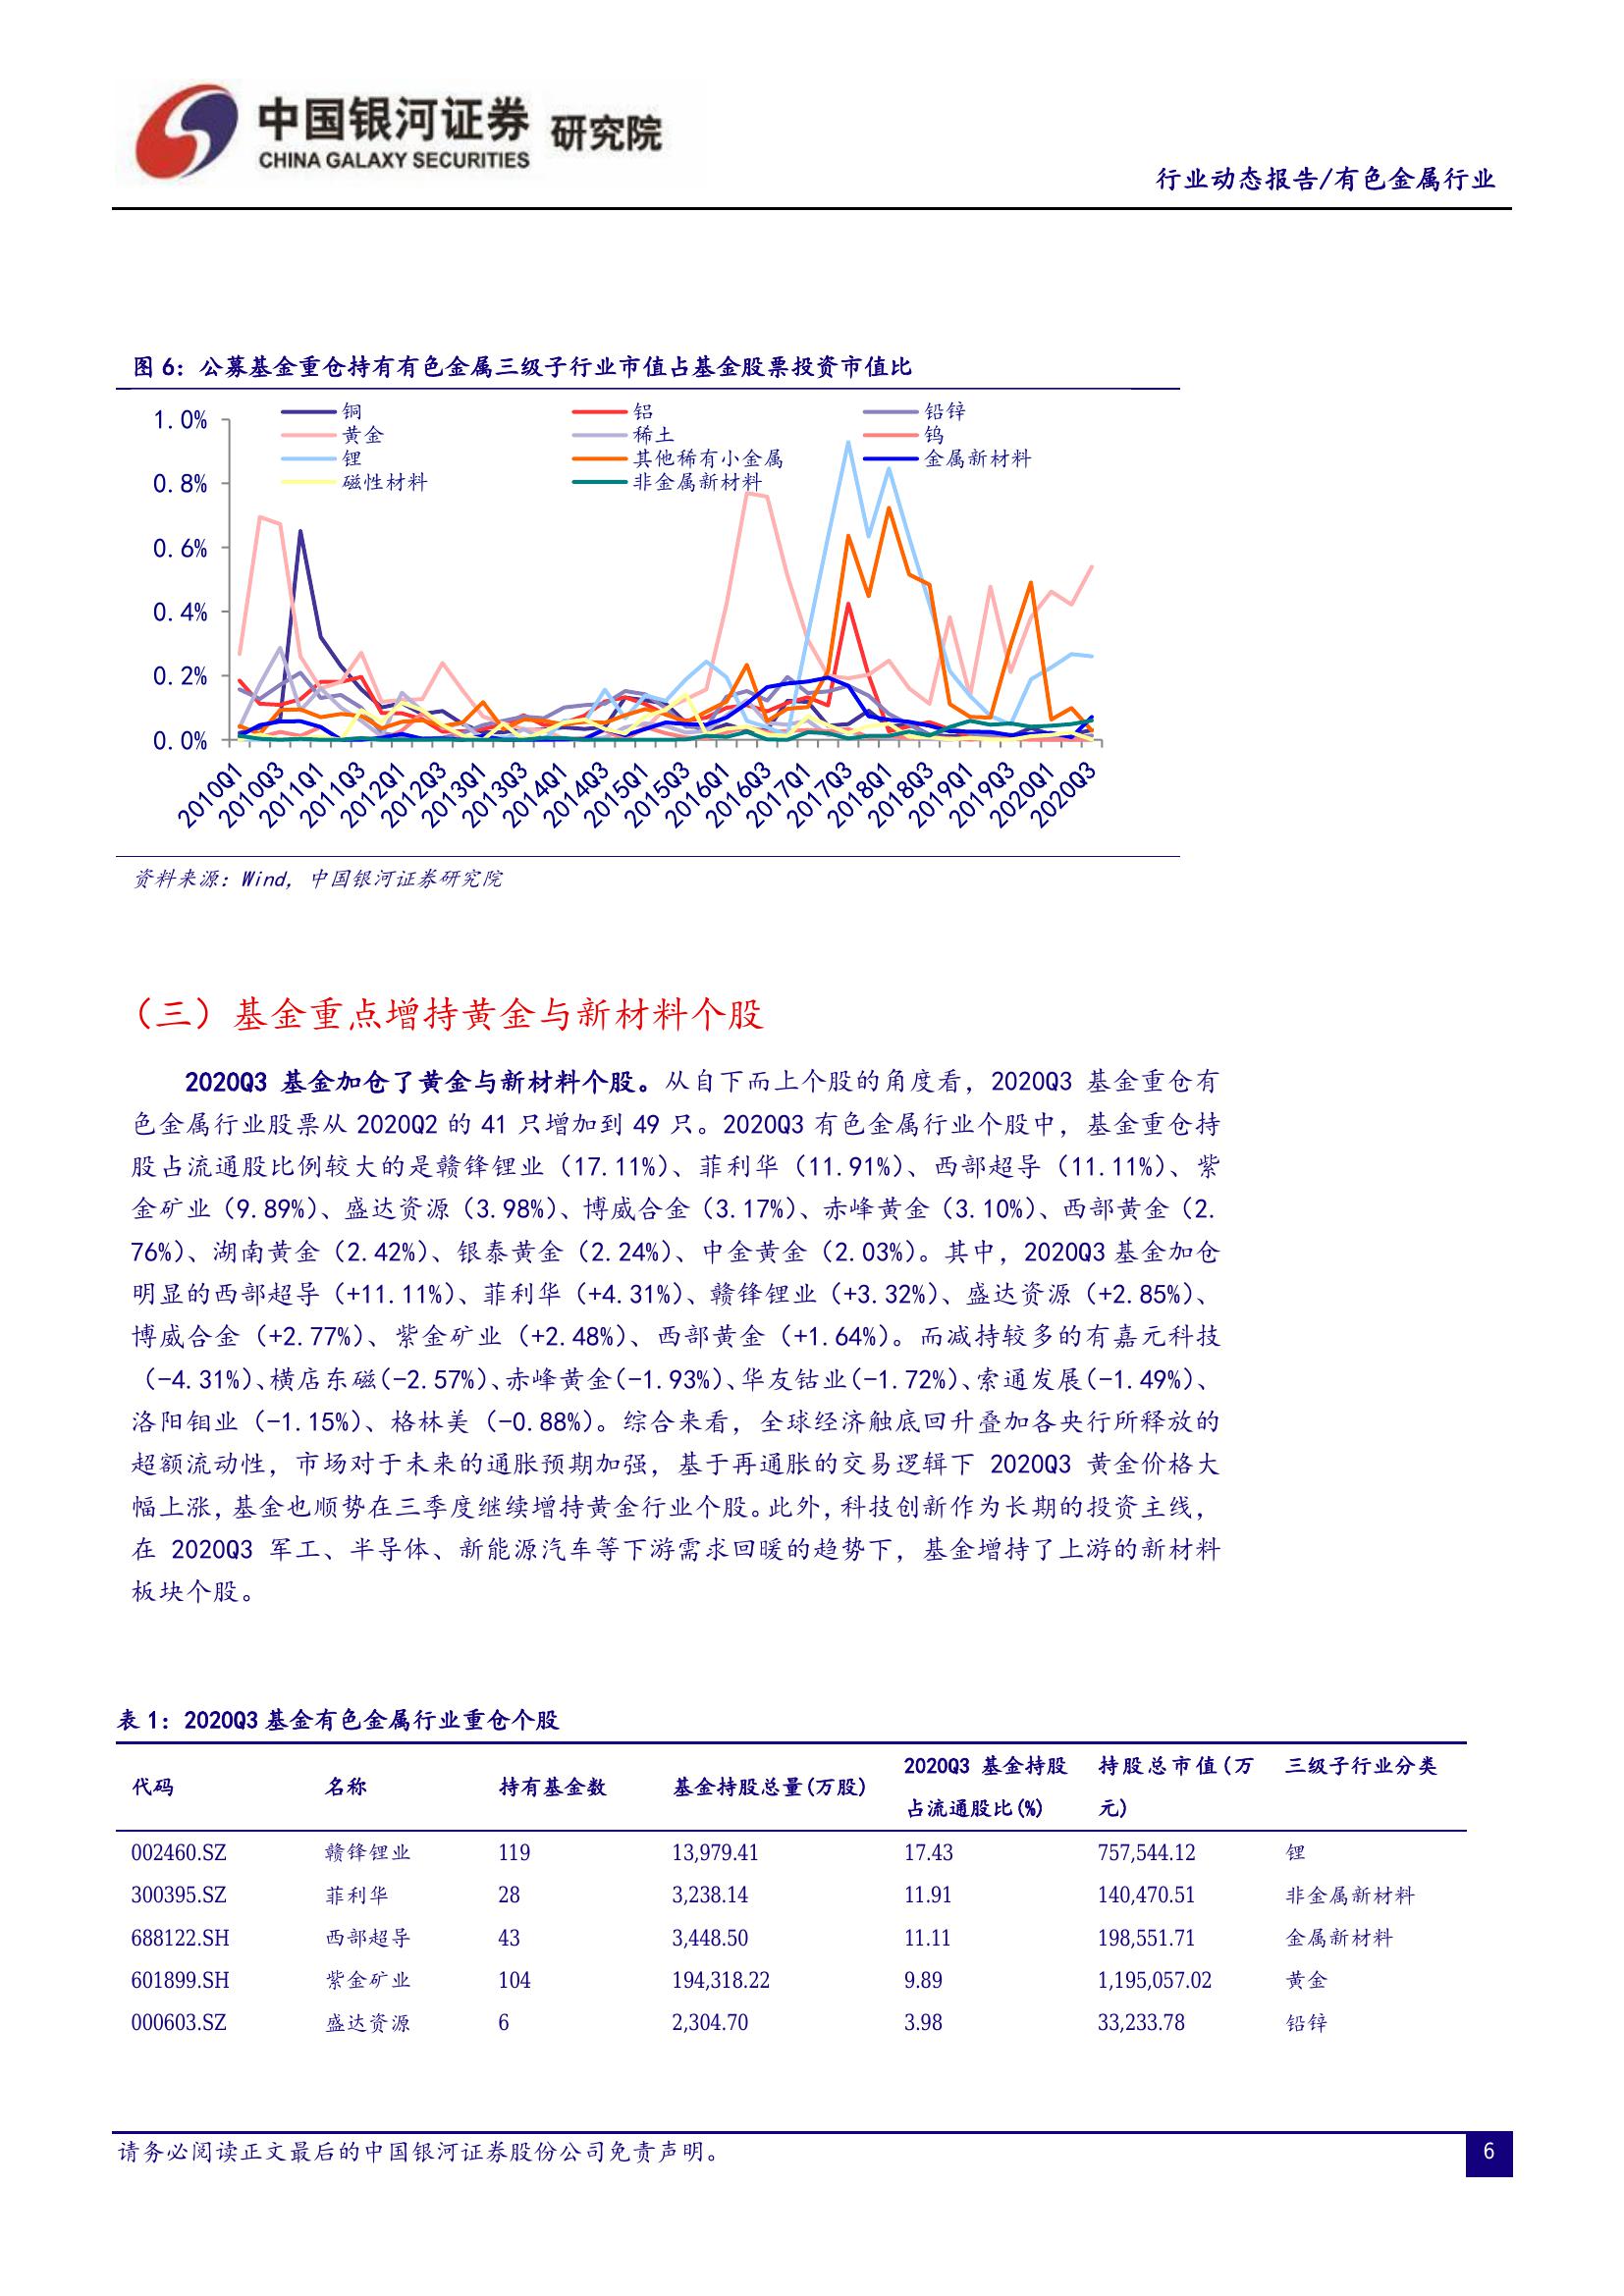 中国银河证券 研究院
CHINA GALAXY SECURITIES
行业动态报告/有色金属行业
图 6：公募基金重仓持有有色金属三级子行业市值占基金股票投资市值比
铜 铝 铅锌
黄金 稀土 钨
锂 其他稀有小金属 金属新材料
磁性材料 非金属新材料
1.0%
0.8%
0.6%
0.4%
0.2%
0.0%
2010Q1 2010Q3 2011Q1 2011Q3 2012Q1 2012Q3 2013Q1 2013Q3 2014Q1 2014Q3 2015Q1 2015Q3 2016Q1 2016Q3 2017Q1 2017Q3 2018Q1 2018Q3 2019Q1 2019Q3 2020Q1 2020Q3
资料来源：Wind，中国银河证券研究院
（三）基金重点增持黄金与新材料个股
2020Q3 基金加仓了黄金与新材料个股。从自下而上个股的角度看，2020Q3 基金重仓有
色金属行业股票从 2020Q2 的 41 只增加到 49 只。2020Q3 有色金属行业个股中，基金重仓持
股占流通股比例较大的是赣锋锂业（17.11%）、菲利华（11.91%）、西部超导（11.11%）、紫
金矿业（9.89%）、盛达资源（3.98%）、博威合金（3.17%）、赤峰黄金（3.10%）、西部黄金（2.
76%）、湖南黄金（2.42%）、银泰黄金（2.24%）、中金黄金（2.03%）。其中，2020Q3 基金加仓
明显的西部超导（+11.11%）、菲利华（+4.31%）、赣锋锂业（+3.32%）、盛达资源（+2.85%）、
博威合金（+2.77%）、紫金矿业（+2.48%）、西部黄金（+1.64%）。而减持较多的有嘉元科技
（-4.31%）、横店东磁（-2.57%）、赤峰黄金（-1.93%）、华友钴业（-1.72%）、索通发展（-1.49%）、
洛阳钼业（-1.15%）、格林美（-0.88%）。综合来看，全球经济触底回升叠加各央行所释放的
超额流动性，市场对于未来的通胀预期加强，基于再通胀的交易逻辑下 2020Q3 黄金价格大
幅上涨，基金也顺势在三季度继续增持黄金行业个股。此外，科技创新作为长期的投资主线，
在 2020Q3 军工、半导体、新能源汽车等下游需求回暖的趋势下，基金增持了上游的新材料
板块个股。
表 1：2020Q3 基金有色金属行业重仓个股
代码 名称 持有基金数 基金持股总量(万股) 2020Q3 基金持股占流通股比(%) 持股总市值(万元) 三级子行业分类
002460.SZ 赣锋锂业 119 13,979.41 17.43 757,544.12 锂
300395.SZ 菲利华 28 3,238.14 11.91 140,470.51 非金属新材料
688122.SH 西部超导 43 3,448.50 11.11 198,551.71 金属新材料
601899.SH 紫金矿业 104 194,318.22 9.89 1,195,057.02 黄金
000603.SZ 盛达资源 6 2,304.70 3.98 33,233.78 铅锌
请务必阅读正文最后的中国银河证券股份公司免责声明。
6